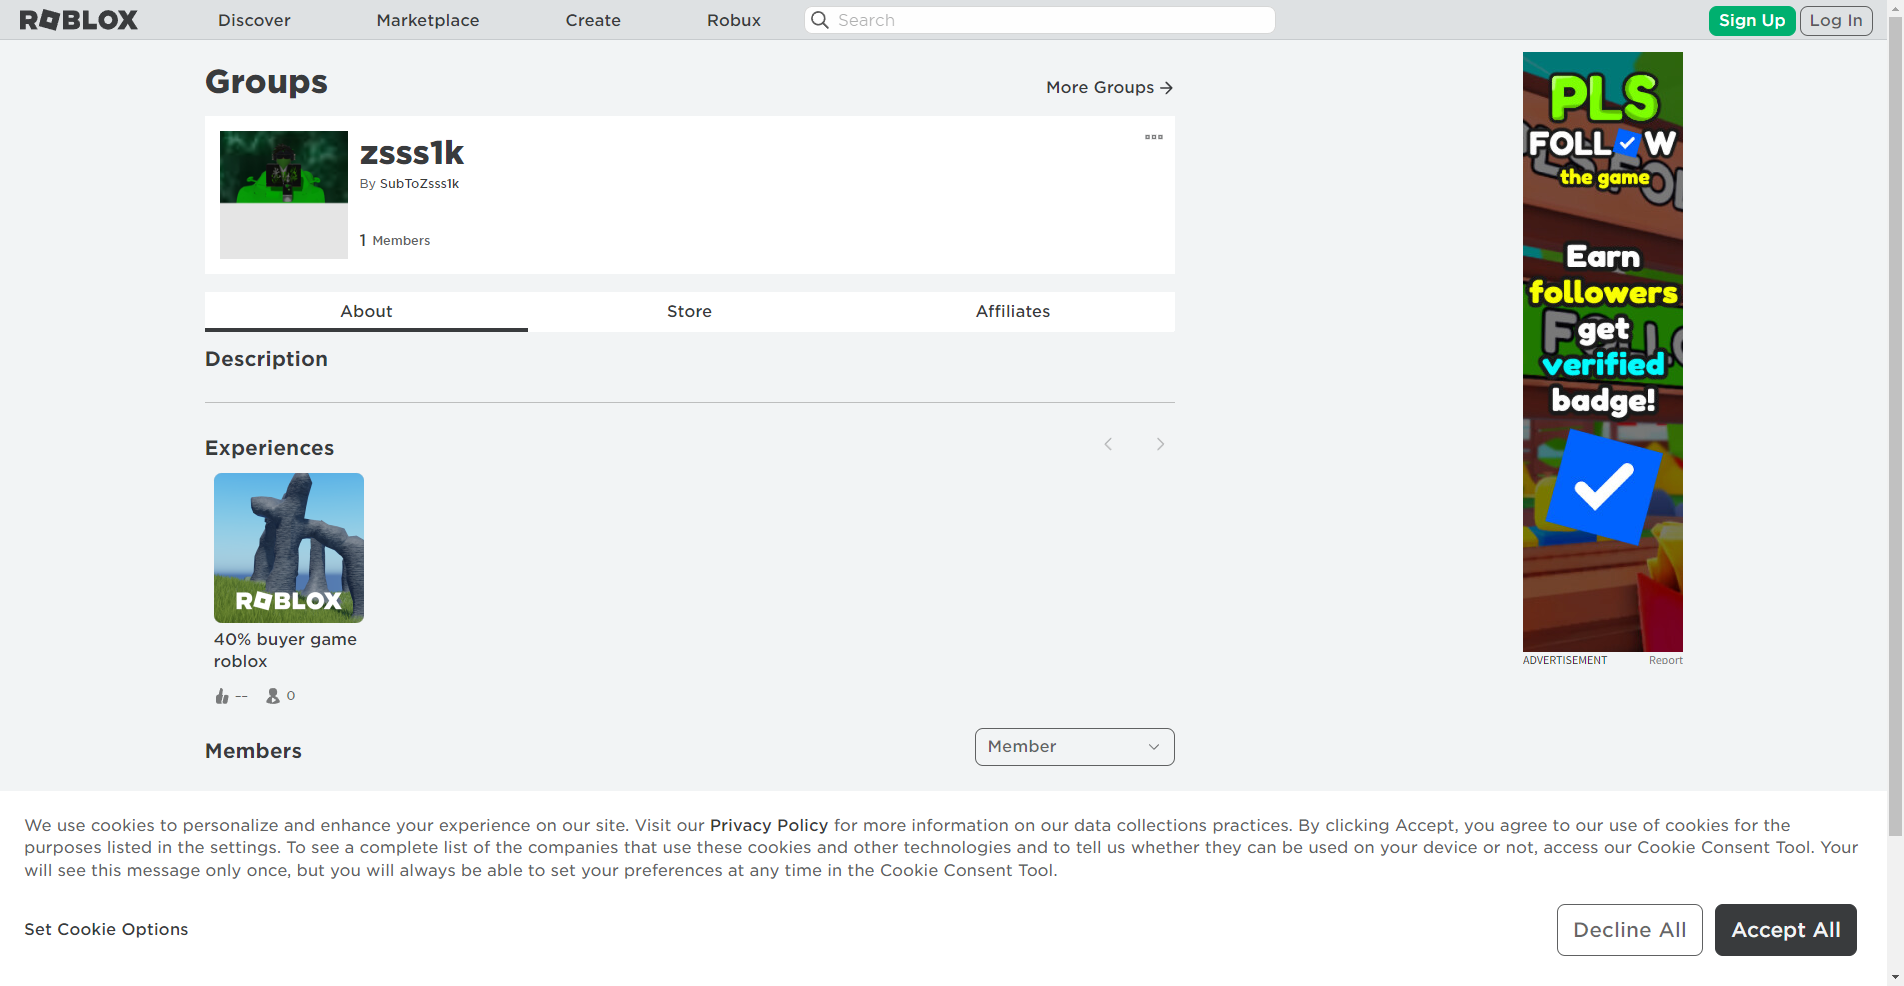 ROBLOX
Discover
Marketplace
Create
Robux
Search
Sign Up
Log In
Groups
More Groups
zsss1k
By SubToZsss1k
1 Members
About
Store
Affiliates
Description
Experiences
ROBLOX
40% buyer game
roblox
--
0
Members
Member
PLS
FOLLOW
the game
Earn
followers
get
verified
badge!
ADVERTISEMENT
Report
We use cookies to personalize and enhance your experience on our site. Visit our Privacy Policy for more information on our data collections practices. By clicking Accept, you agree to our use of cookies for the
purposes listed in the settings. To see a complete list of the companies that use these cookies and other technologies and to tell us whether they can be used on your device or not, access our Cookie Consent Tool. Your
will see this message only once, but you will always be able to set your preferences at any time in the Cookie Consent Tool.
Set Cookie Options
Decline All
Accept All